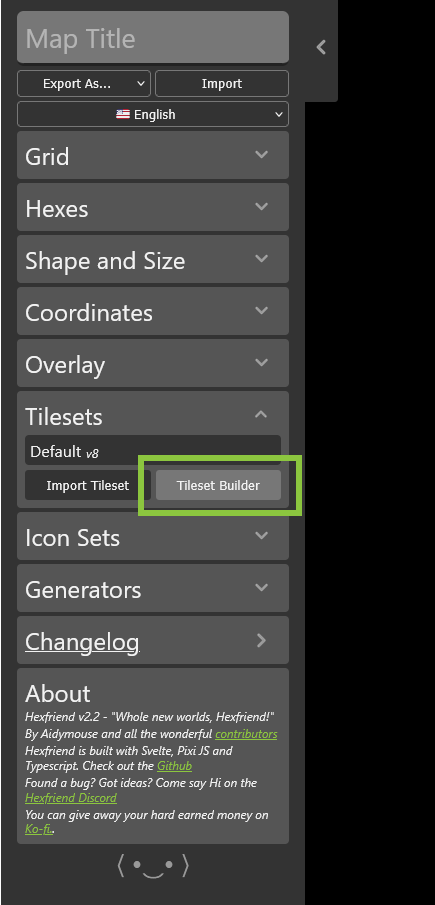 Map Title
Export As... Import
English
Grid
Hexes
Shape and Size
Coordinates
Overlay
Tilesets
Default v8
Import Tileset Tileset Builder
Icon Sets
Generators
Changelog
About
Hexfriend v2.2 - "Whole new worlds, Hexfriend!"
By Aidymouse and all the wonderful contributors
Hexfriend is built with Svelte, Pixi JS and
Typescript. Check out the Github
Found a bug? Got ideas? Come say Hi on the
Hexfriend Discord
You can give away your hard earned money on
Ko-fi..